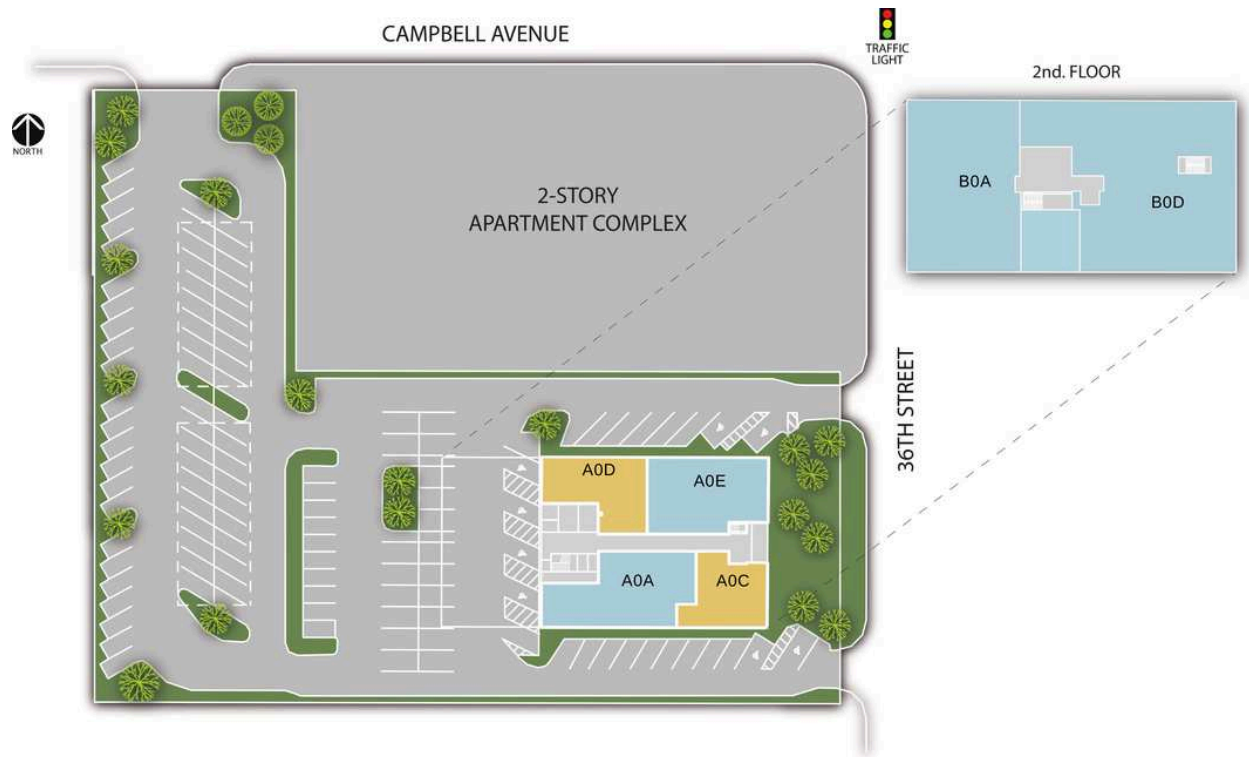 CAMPBELL AVENUE
TRAFFIC
LIGHT
2nd. FLOOR
NORTH
B0A
B0D
2-STORY
APARTMENT COMPLEX
36TH STREET
A0D
A0E
A0A
A0C